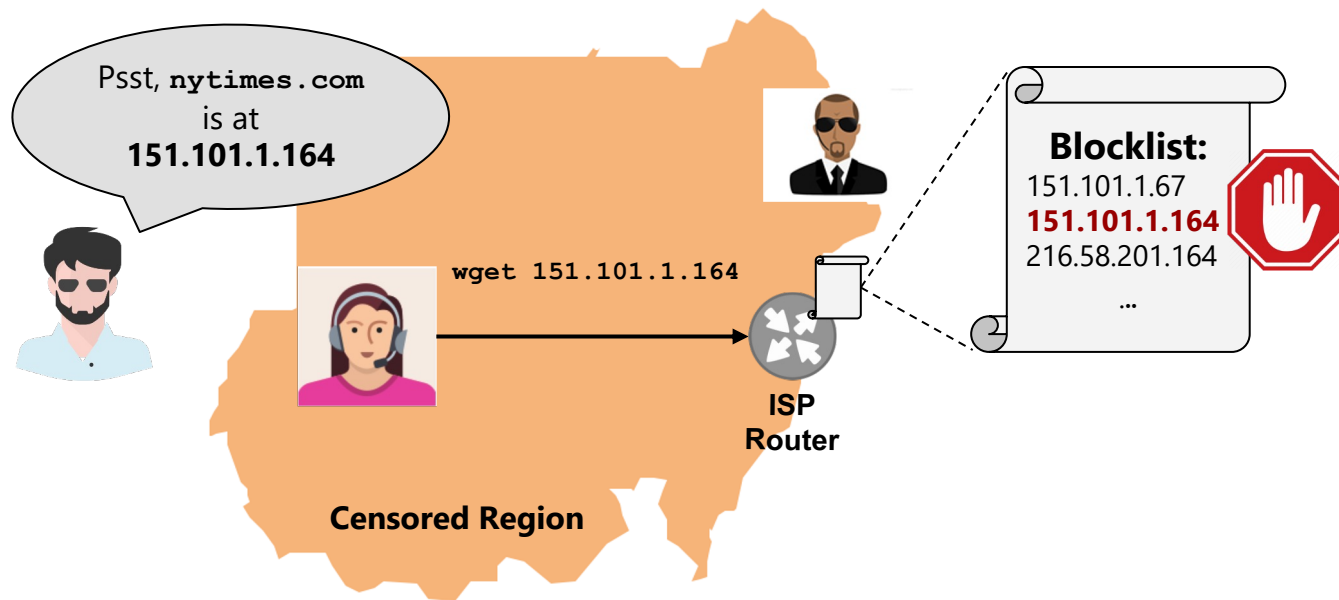 Psst, nytimes.com
is at
151.101.1.164
wget 151.101.1.164
ISP
Router
Censored Region
Blocklist:
151.101.1.67
151.101.1.164
216.58.201.164
...